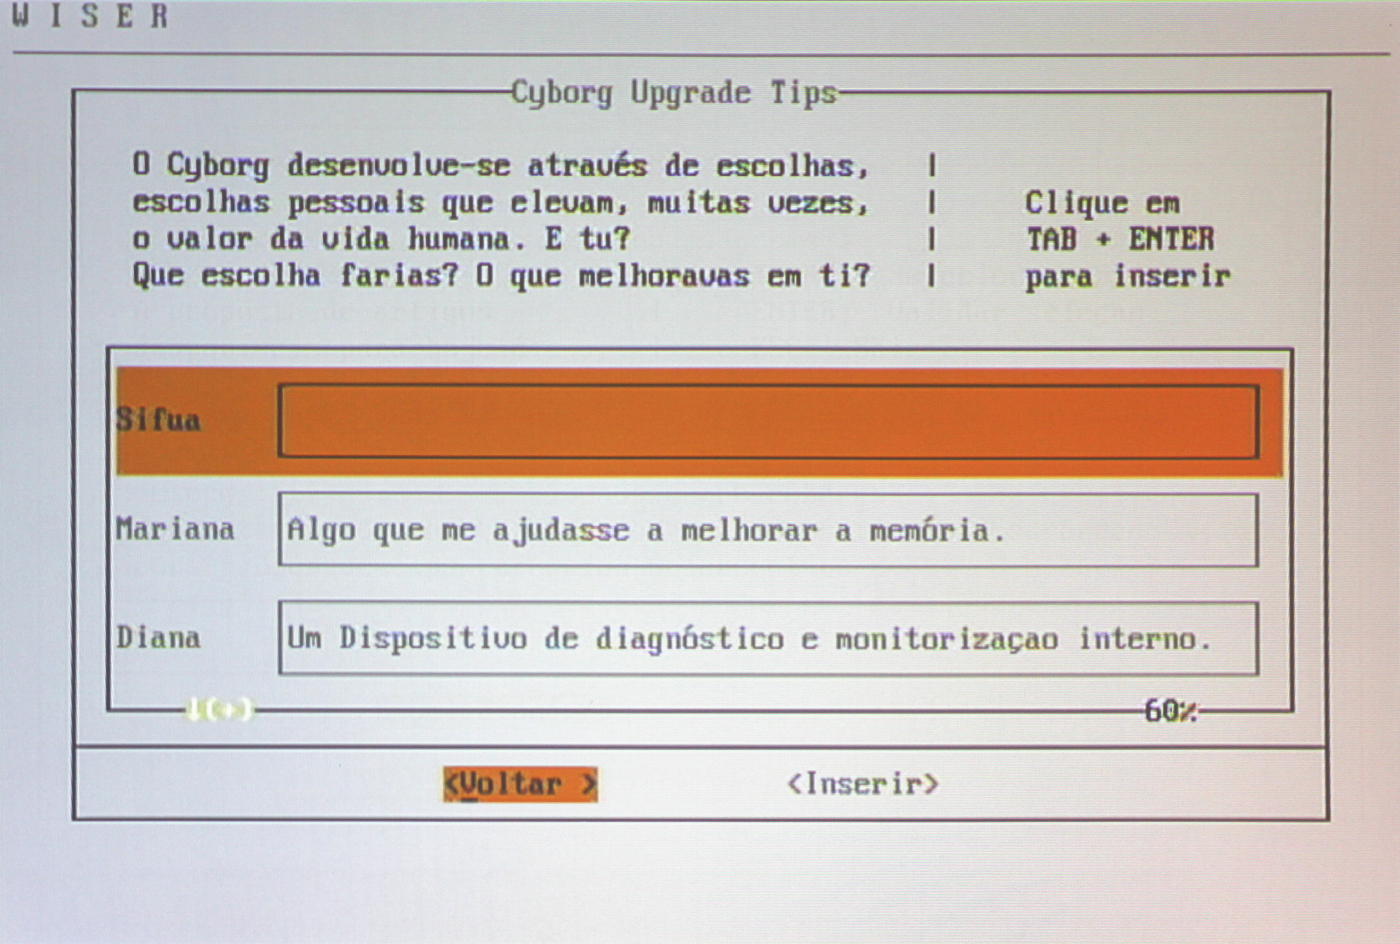 W I S E R
Cyborg Upgrade Tips
O Cyborg desenvolve-se através de escolhas, |
escolhas pessoais que elevam, muitas vezes, | Clique em
o valor da vida humana. E tu? | TAB + ENTER
Que escolha farias? O que melhoravas em ti? | para inserir
Sifua
Mariana Algo que me ajudasse a melhorar a memória.
Diana Um Dispositivo de diagnóstico e monitorizaçao interno.
↓(+) 60%
<Voltar > <Inserir>